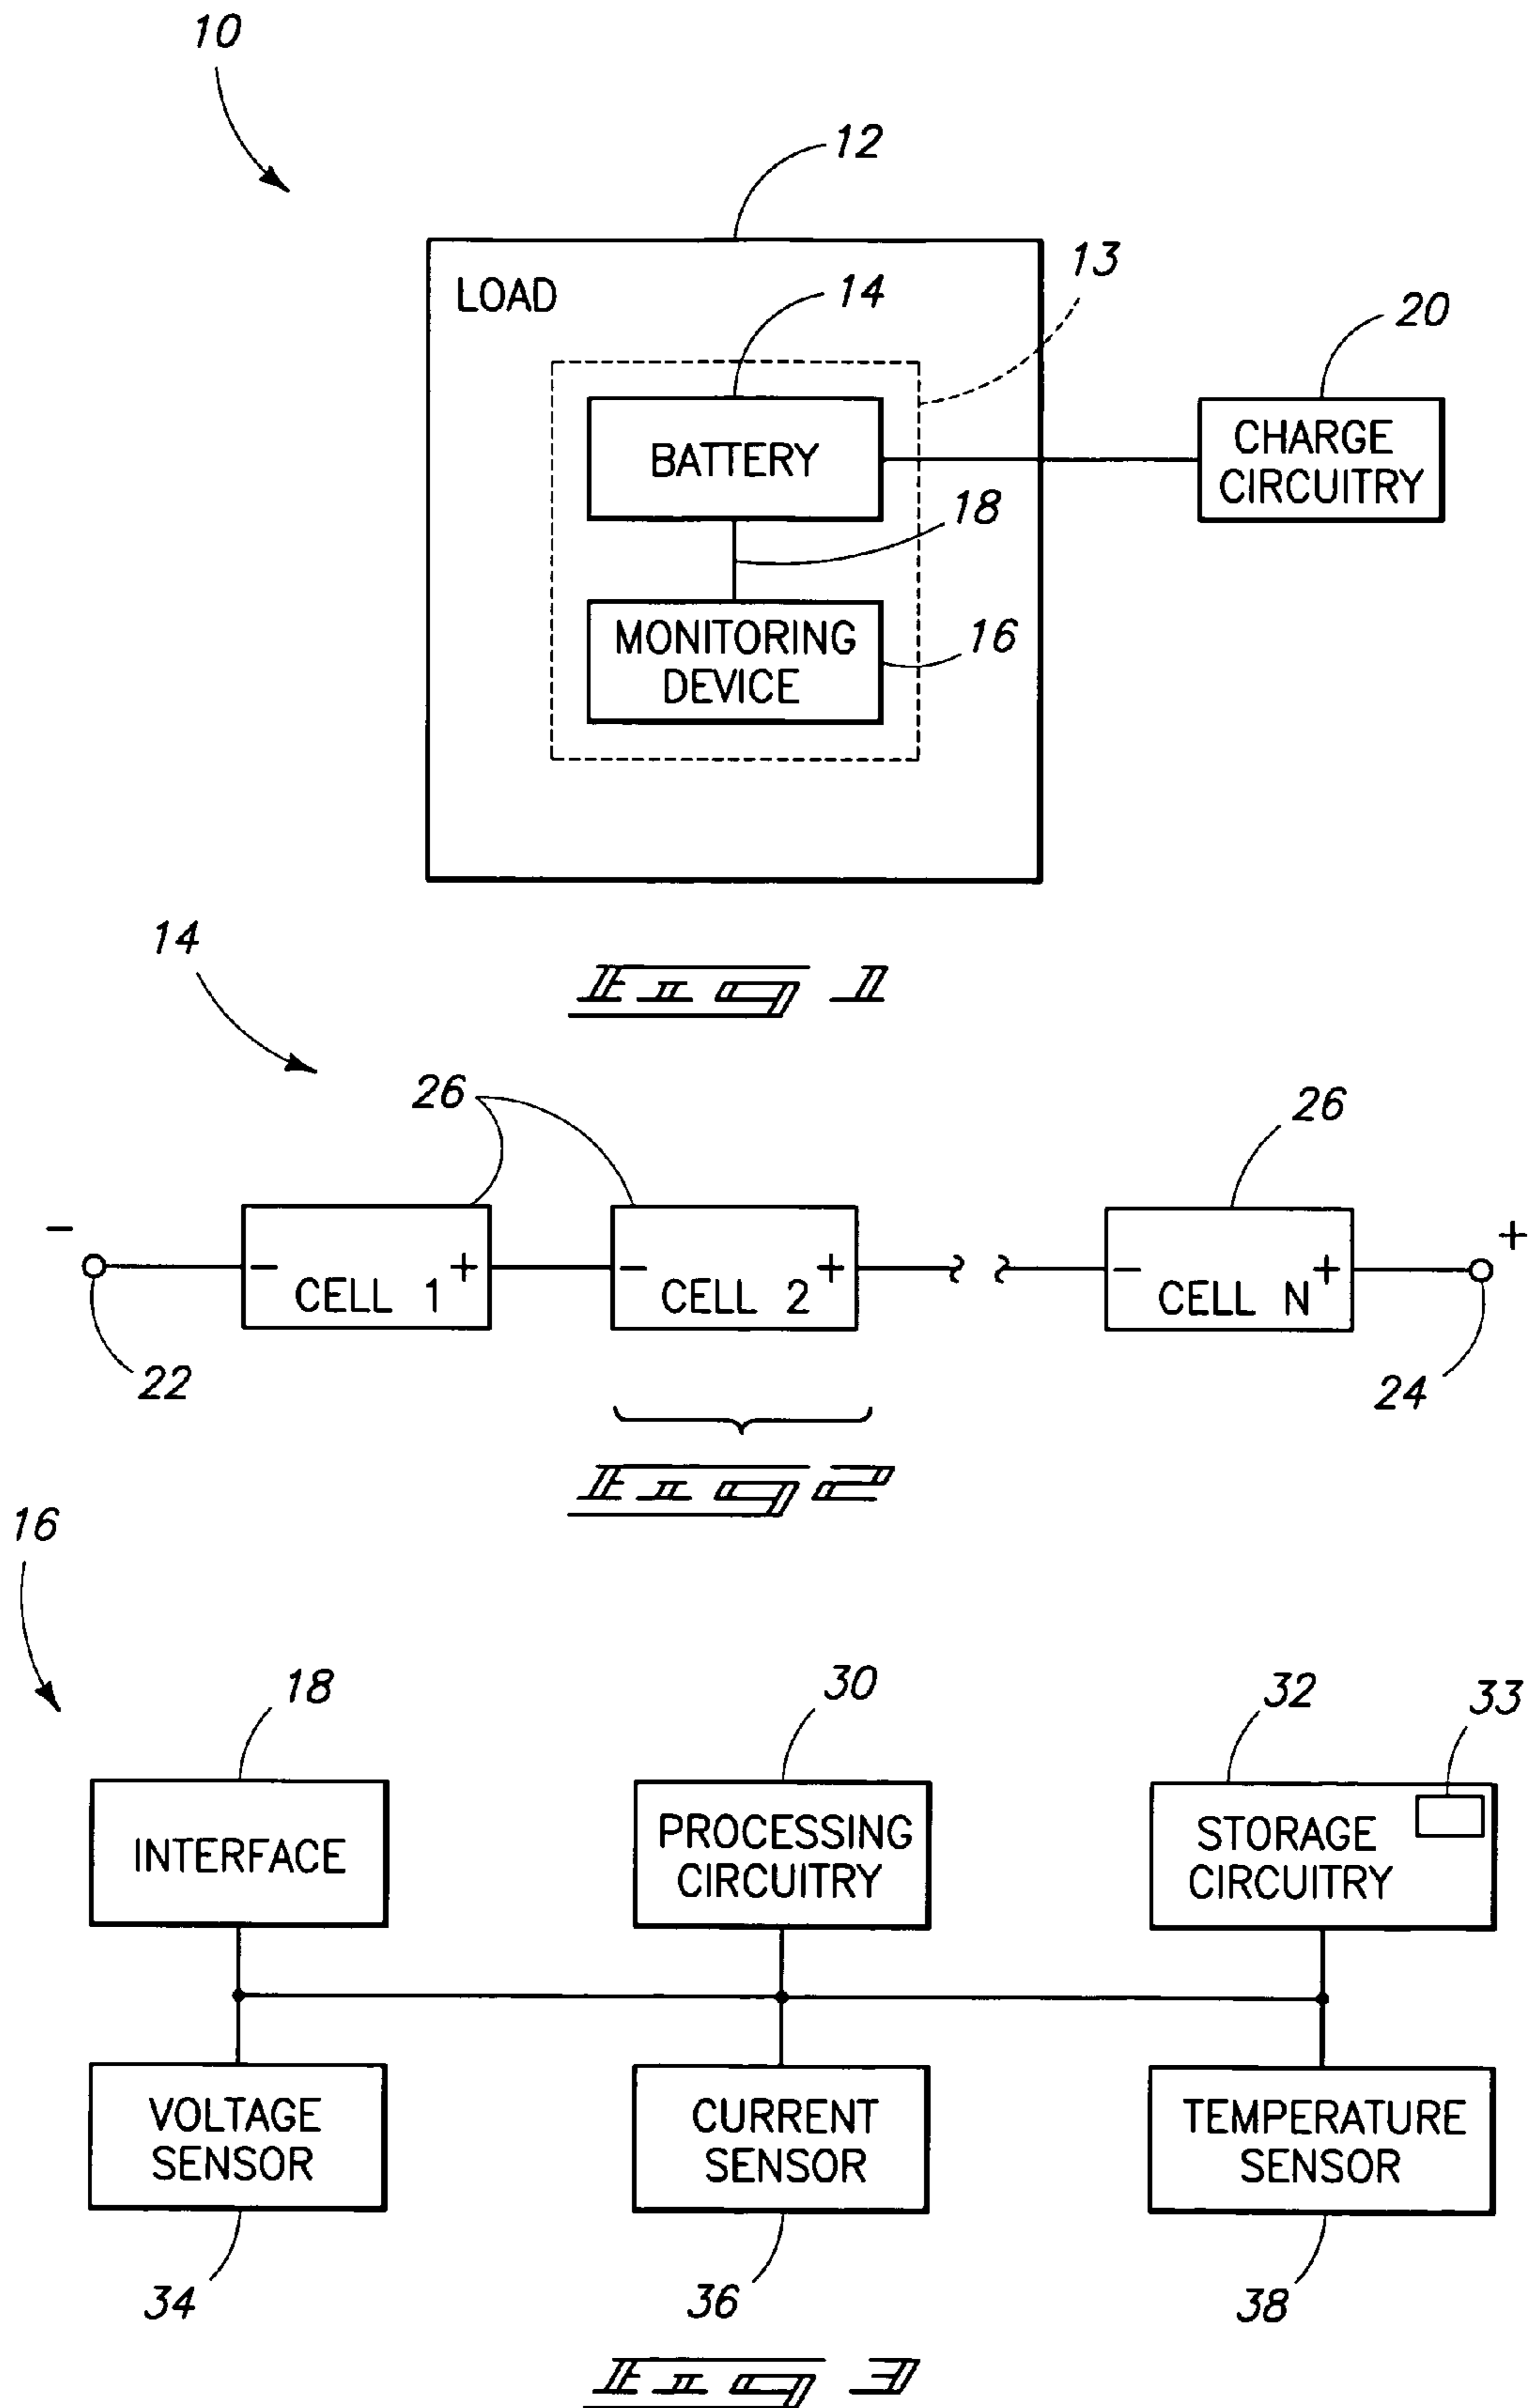 10
12
13
LOAD
14
20
BATTERY
CHARGE
CIRCUITRY
18
MONITORING
DEVICE
16
Fig 1
14
26
26
-
+
- CELL 1 +
- CELL 2 +
- CELL N +
22
24
Fig 2
16
18
30
32
33
INTERFACE
PROCESSING
CIRCUITRY
STORAGE
CIRCUITRY
VOLTAGE
SENSOR
CURRENT
SENSOR
TEMPERATURE
SENSOR
34
36
38
Fig 3